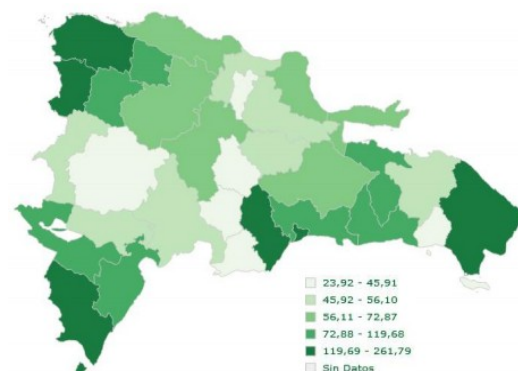 23,92 - 45,91
45,92 - 56,10
56,11 - 72,87
72,88 - 119,68
119,69 - 261,79
Sin Datos